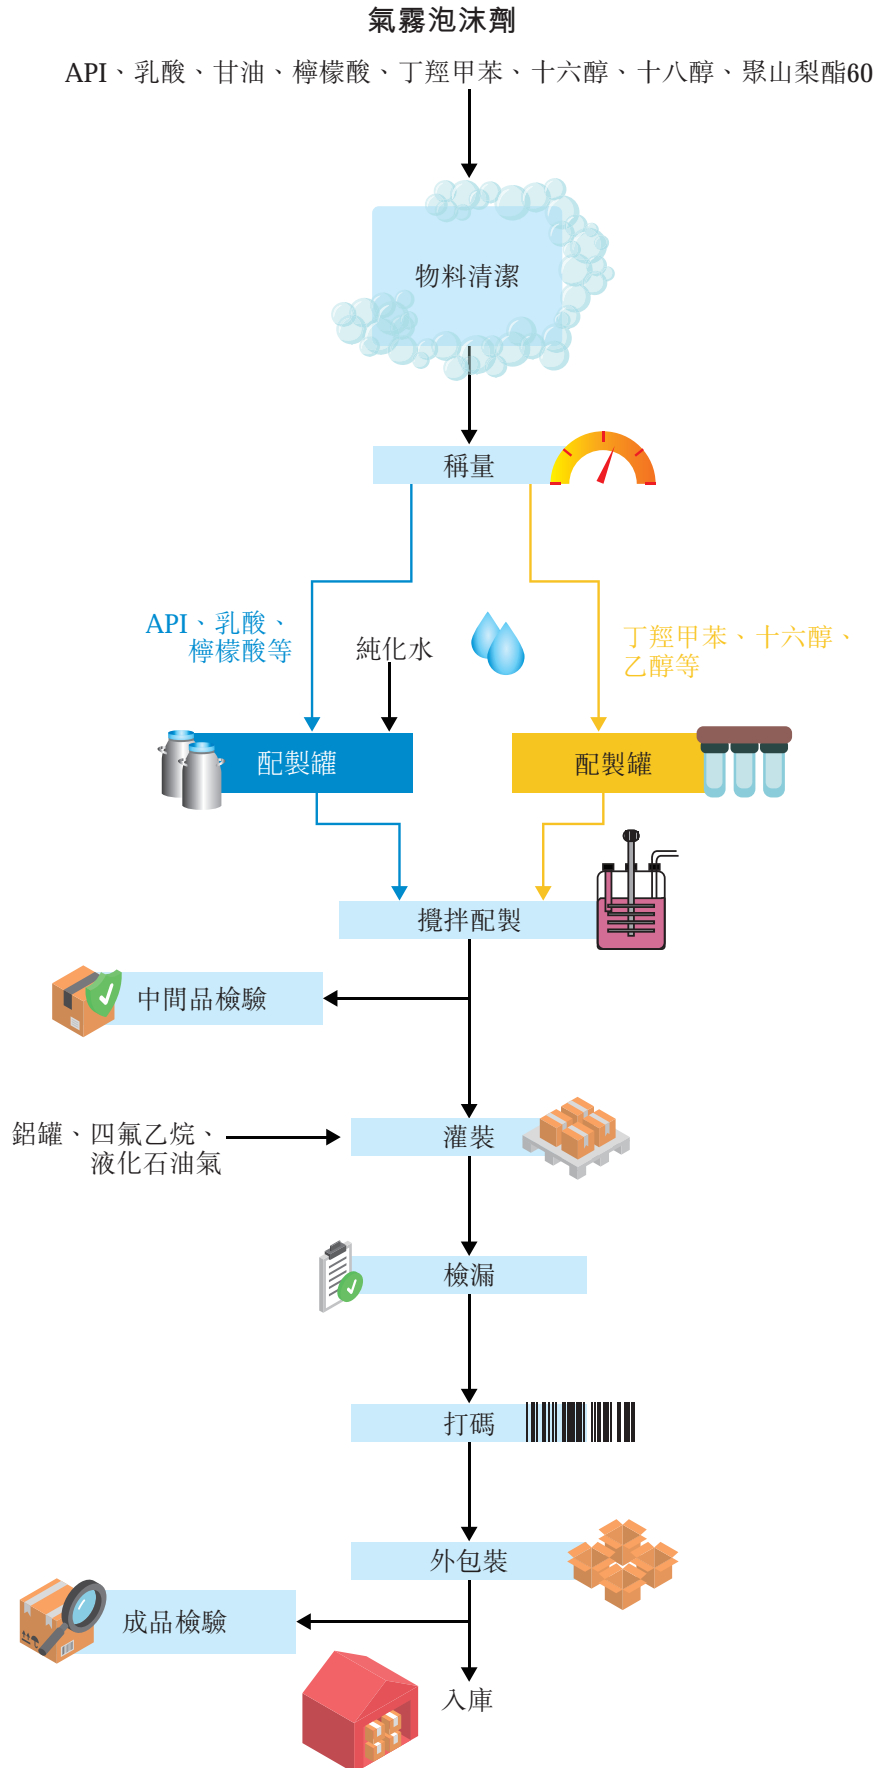 氣霧泡沫劑
API、乳酸、甘油、檸檬酸、丁羥甲苯、十六醇、十八醇、聚山梨酯60
物料清潔
稱量
API、乳酸、
檸檬酸等
純化水
丁羥甲苯、十六醇、
乙醇等
配製罐
配製罐
攪拌配製
中間品檢驗
鋁罐、四氟乙烷、
液化石油氣
灌裝
檢漏
打碼
外包裝
成品檢驗
入庫